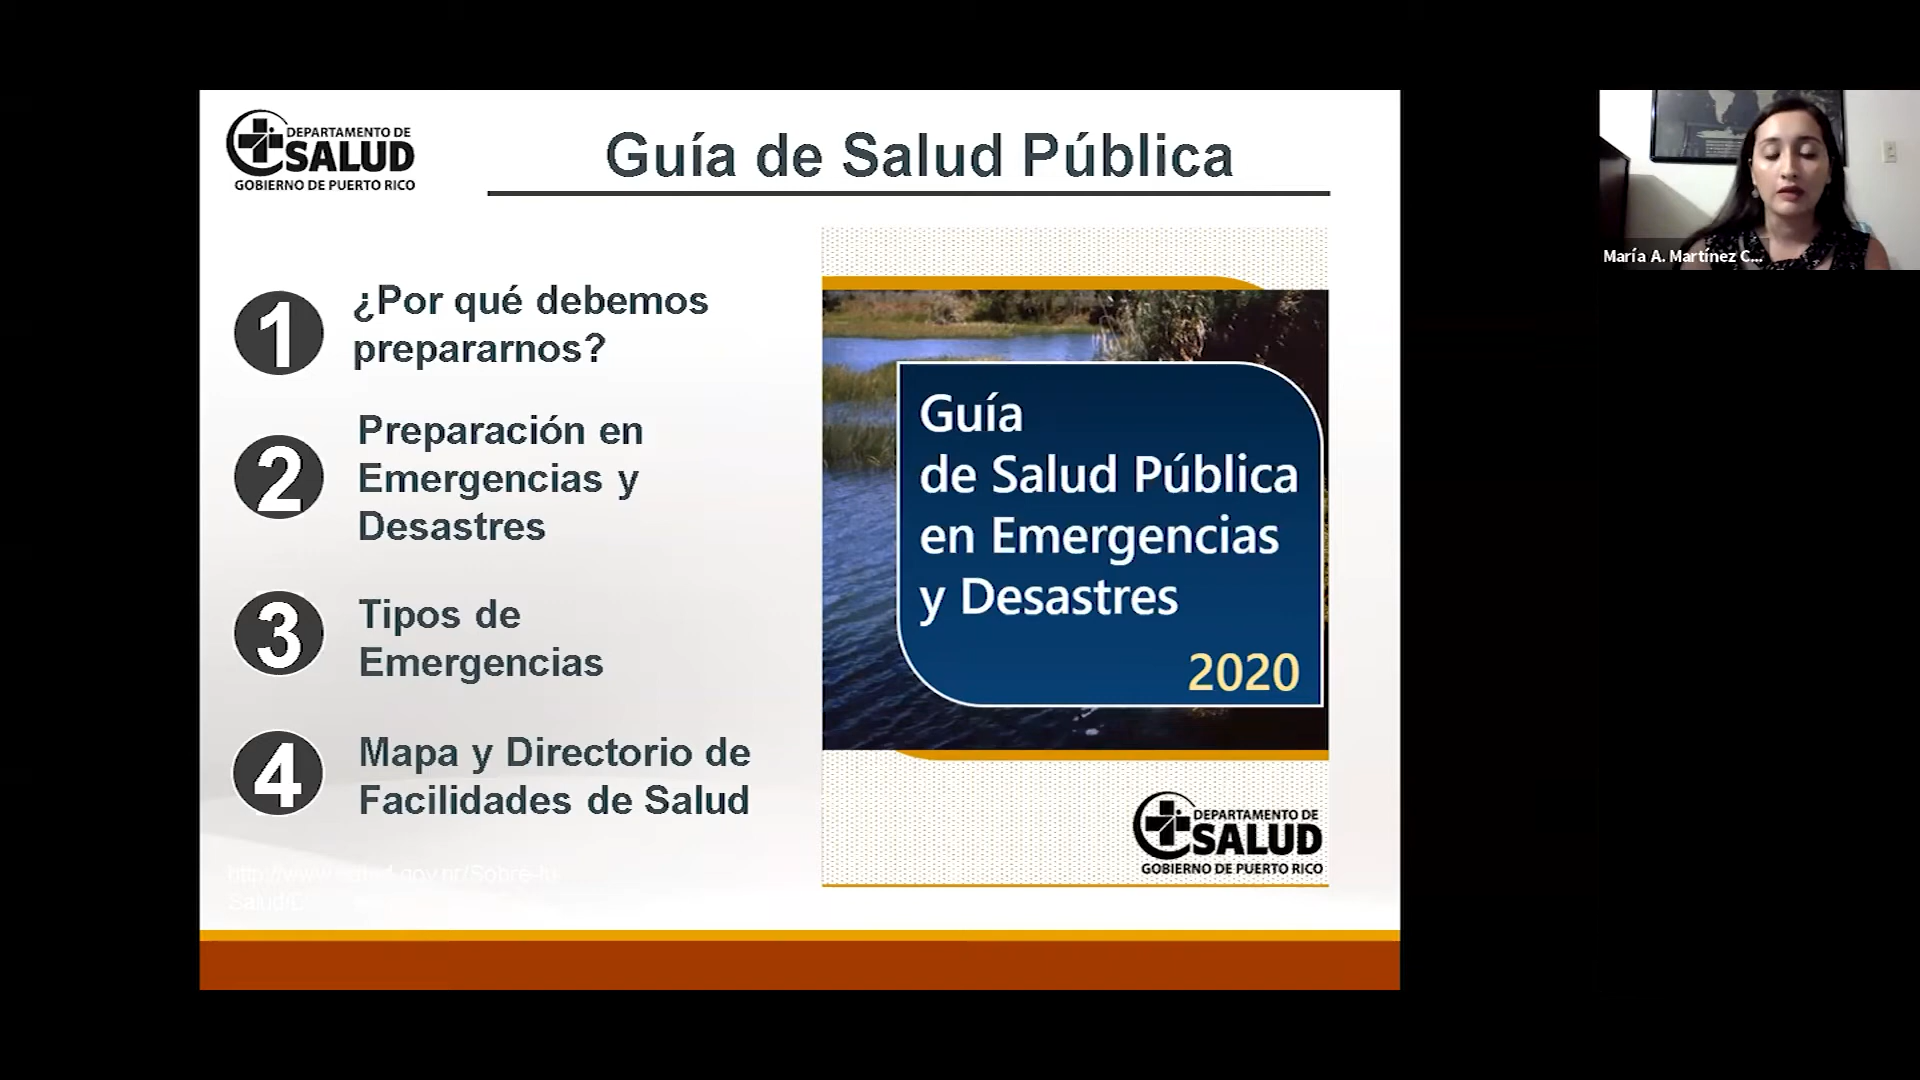 DEPARTAMENTO DE
SALUD
GOBIERNO DE PUERTO RICO
Guía de Salud Pública
1
¿Por qué debemos
prepararnos?
2
Preparación en
Emergencias y
Desastres
3
Tipos de
Emergencias
4
Mapa y Directorio de
Facilidades de Salud
Guía
de Salud Pública
en Emergencias
y Desastres
2020
DEPARTAMENTO DE
SALUD
GOBIERNO DE PUERTO RICO
María A. Martínez C...